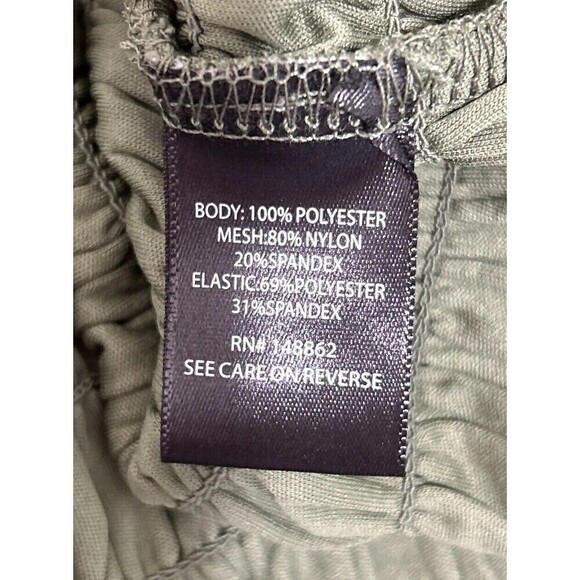 BODY: 100% POLYESTER
MESH:80% NYLON
20%SPANDEX
ELASTIC:69%POLYESTER
31%SPANDEX
RN# 148862
SEE CARE ON REVERSE